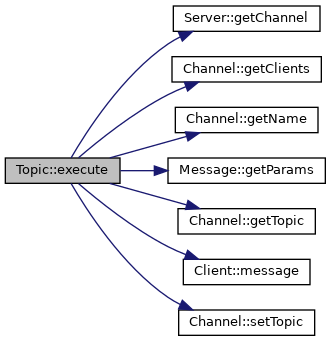 Server::getChannel
Channel::getClients
Channel::getName
Topic::execute
Message::getParams
Channel::getTopic
Client::message
Channel::setTopic